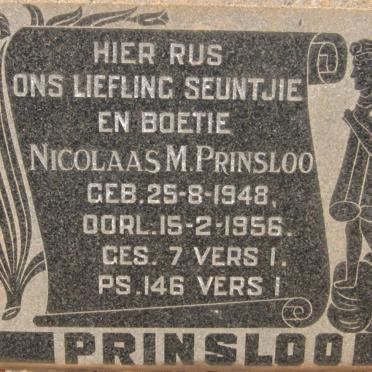 HIER RUS
ONS LIEFLING SEUNTJIE
EN BOETIE
NICOLAAS M. PRINSLOO
GEB. 25-8-1948,
OORL. 15-2-1956.
GES. 7 VERS 1.
PS. 146 VERS 1
PRINSLOO